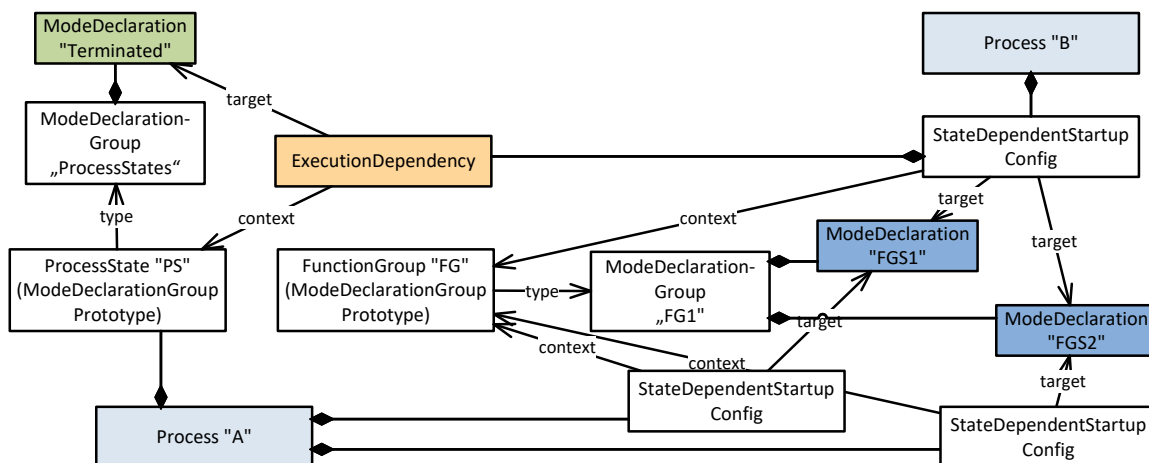 ModeDeclaration
"Terminated"
Process "B"
target
ModeDeclaration-
Group
„ProcessStates“
ExecutionDependency
StateDependentStartup
Config
type
context
context
target
target
ProcessState "PS"
(ModeDeclarationGroup
Prototype)
FunctionGroup "FG"
(ModeDeclarationGroup
Prototype)
type
ModeDeclaration-
Group
„FG1"
ModeDeclaration
"FGS1"
ModeDeclaration
"FGS2"
target
context
context
target
StateDependentStartup
Config
Process "A"
StateDependentStartup
Config